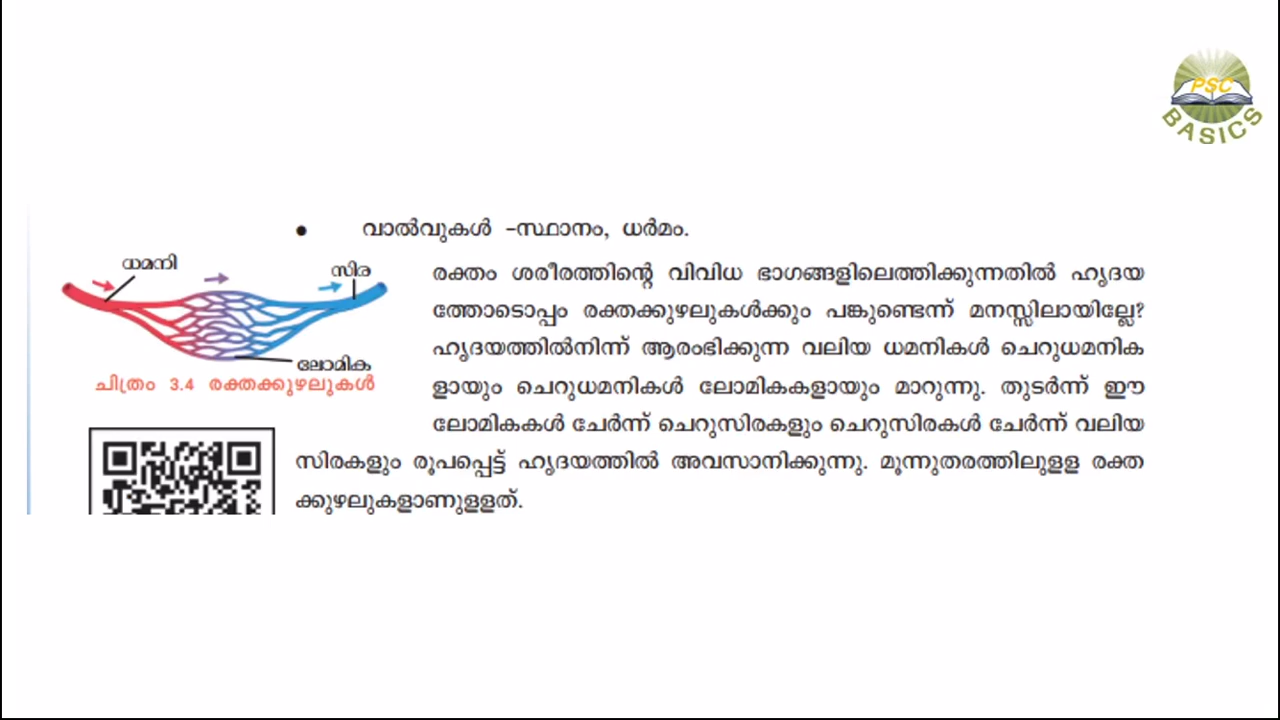 PSC
BASICS
വാൽവുകൾ –സ്ഥാനം, ധർമം.
ധമനി
സിര
ലോമിക
ചിത്രം 3.4 രക്തക്കുഴലുകൾ
രക്തം ശരീരത്തിന്റെ വിവിധ ഭാഗങ്ങളിലെത്തിക്കുന്നതിൽ ഹൃദയ
ത്തോടൊപ്പം രക്തക്കുഴലുകൾക്കും പങ്കുണ്ടെന്ന് മനസ്സിലായില്ലേ?
ഹൃദയത്തിൽനിന്ന് ആരംഭിക്കുന്ന വലിയ ധമനികൾ ചെറുധമനിക
ളായും ചെറുധമനികൾ ലോമികകളായും മാറുന്നു. തുടർന്ന് ഈ
ലോമികകൾ ചേർന്ന് ചെറുസിരകളും ചെറുസിരകൾ ചേർന്ന് വലിയ
സിരകളും രൂപപ്പെട്ട് ഹൃദയത്തിൽ അവസാനിക്കുന്നു. മൂന്നുതരത്തിലുളള രക്ത
ക്കുഴലുകളാണുളളത്.